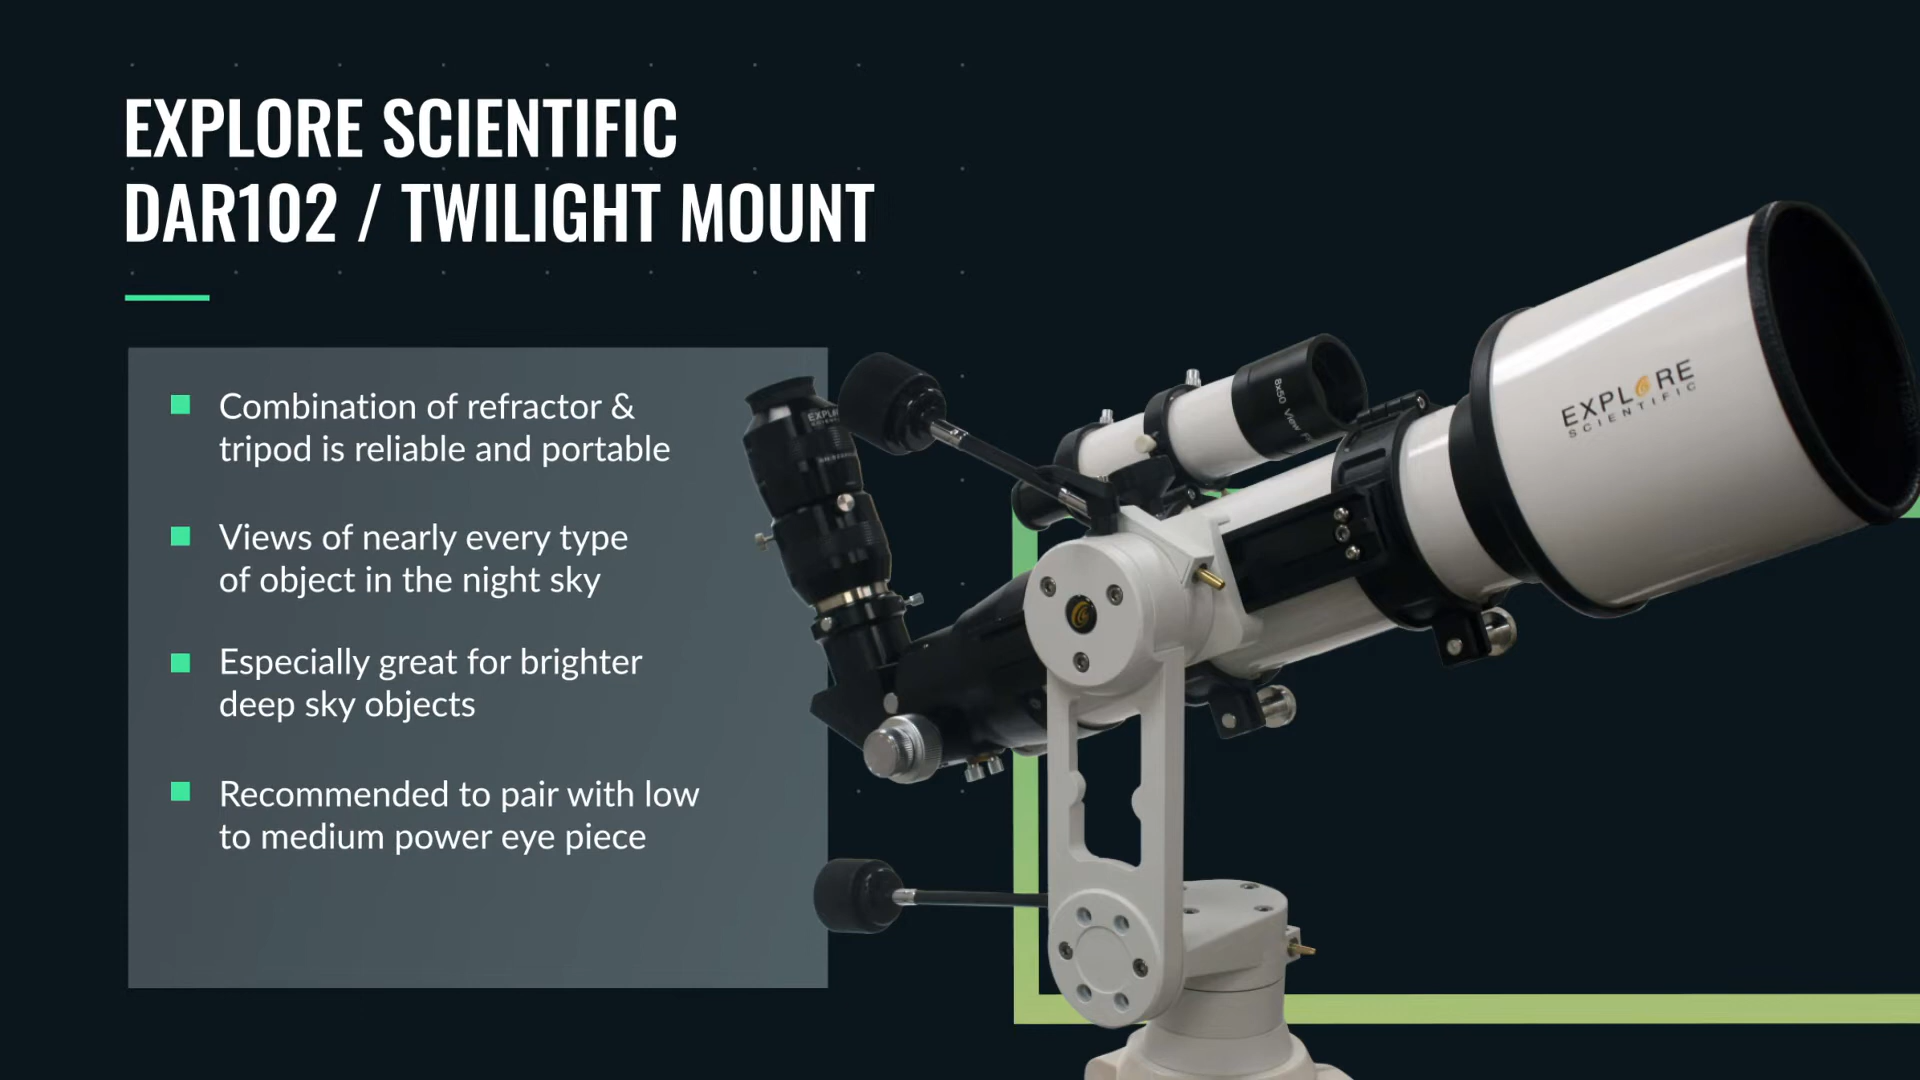 EXPLORE SCIENTIFIC
DAR102 / TWILIGHT MOUNT
Combination of refractor &
tripod is reliable and portable
Views of nearly every type
of object in the night sky
Especially great for brighter
deep sky objects
Recommended to pair with low
to medium power eye piece
8x50 View
EXPLORE
SCIENTIFIC